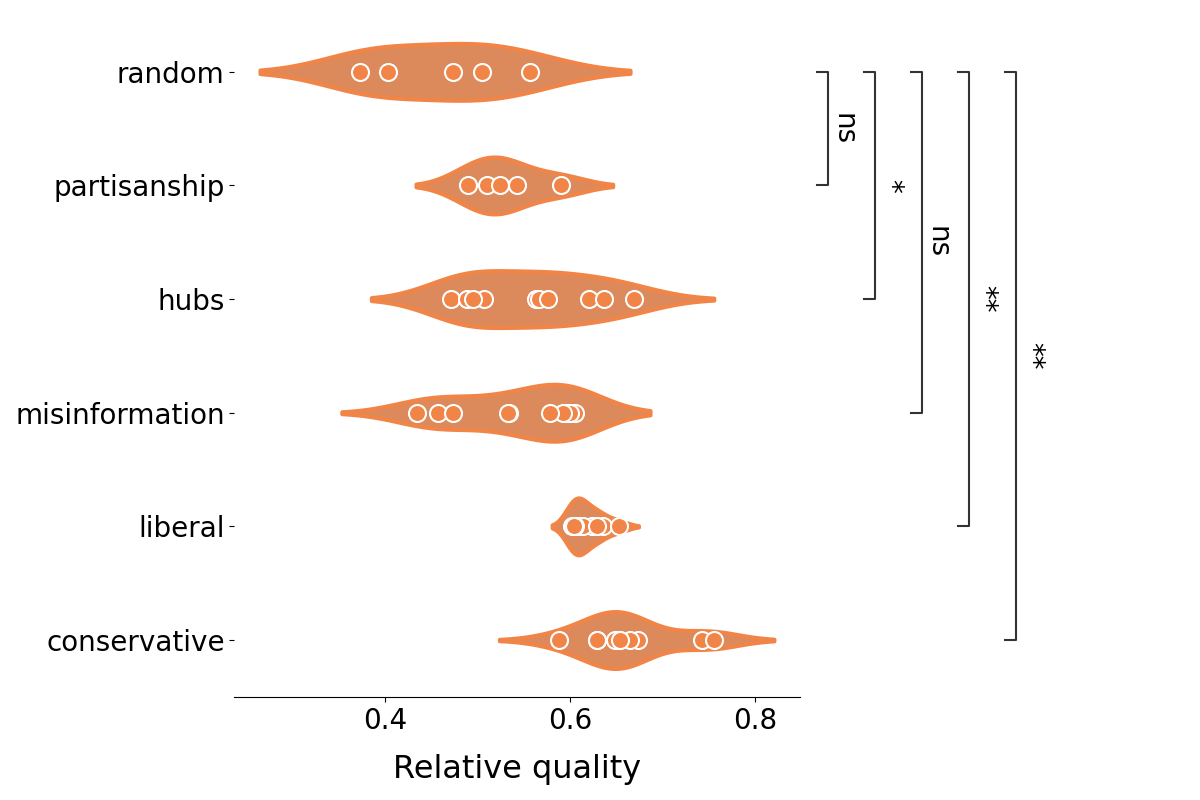 random
partisanship
hubs
misinformation
liberal
conservative
ns
*
ns
**
**
0.4 0.6 0.8
Relative quality